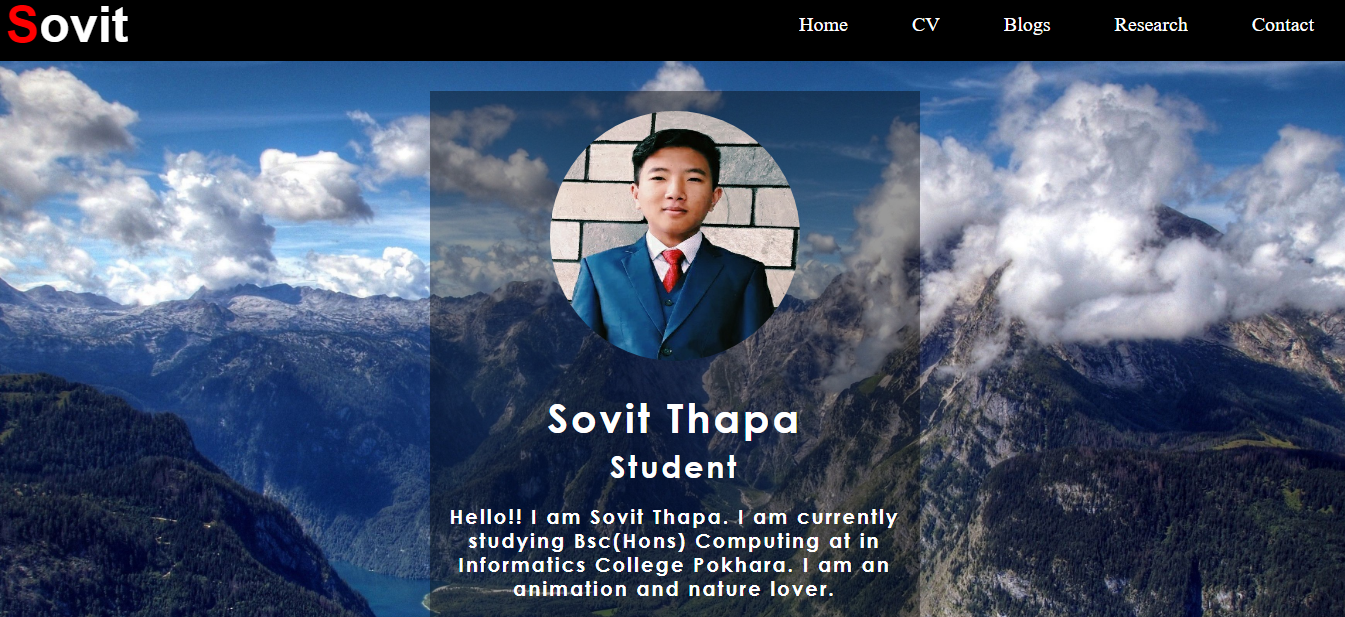 Sovit
Home CV Blogs Research Contact
Sovit Thapa
Student
Hello!! I am Sovit Thapa. I am currently
studying Bsc(Hons) Computing at in
Informatics College Pokhara. I am an
animation and nature lover.